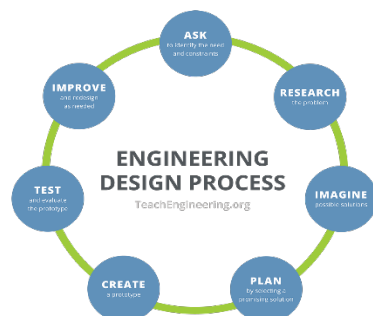 ASK
to identify the need
and constraints
RESEARCH
the problem
IMAGINE
possible solutions
PLAN
by selecting a
promising solution
CREATE
a prototype
TEST
and evaluate
the prototype
IMPROVE
and redesign
as needed
ENGINEERING
DESIGN PROCESS
TeachEngineering.org